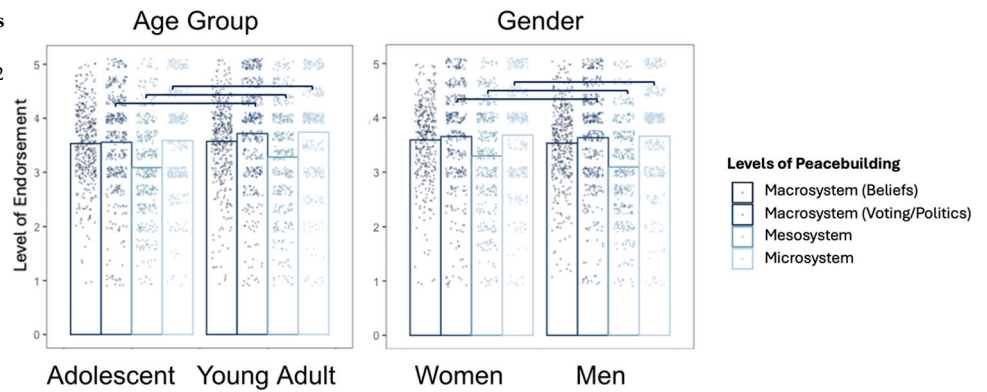 s
2
Age Group
Gender
Level of Endorsement
5
4
3
2
1
0
5
4
3
2
1
0
Adolescent
Young Adult
Women
Men
Levels of Peacebuilding
Macrosystem (Beliefs)
Macrosystem (Voting/Politics)
Mesosystem
Microsystem